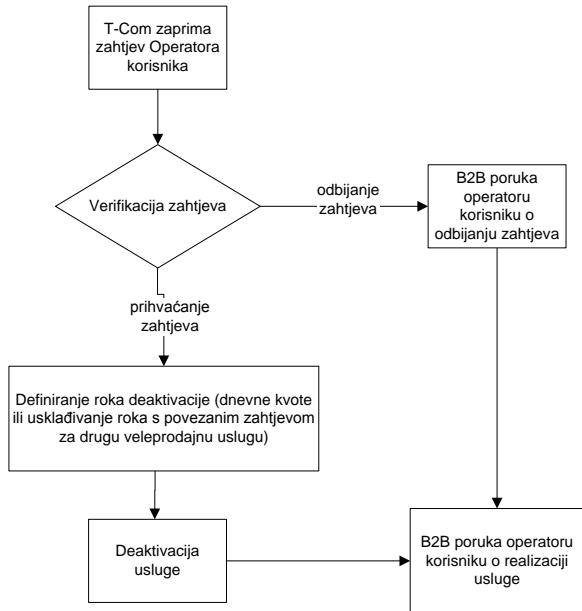 T-Com zaprima
zahtjev Operatora
korisnika
Verifikacija zahtjeva
odbijanje
zahtjeva
B2B poruka
operatoru
korisniku o
odbijanju zahtjeva
prihvaćanje
zahtjeva
Definiranje roka deaktivacije (dnevne kvote
ili usklađivanje roka s povezanim zahtjevom
za drugu veleprodajnu uslugu)
Deaktivacija
usluge
B2B poruka operatoru
korisniku o realizaciji
usluge